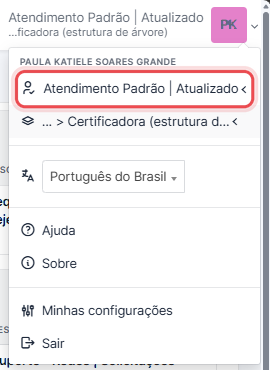 Atendimento Padrão | Atualizado
...ficadora (estrutura de árvore)
PK
PAULA KATIELE SOARES GRANDE
Atendimento Padrão | Atualizado
... > Certificadora (estrutura d...
Português do Brasil
Ajuda
Sobre
Minhas configurações
Sair